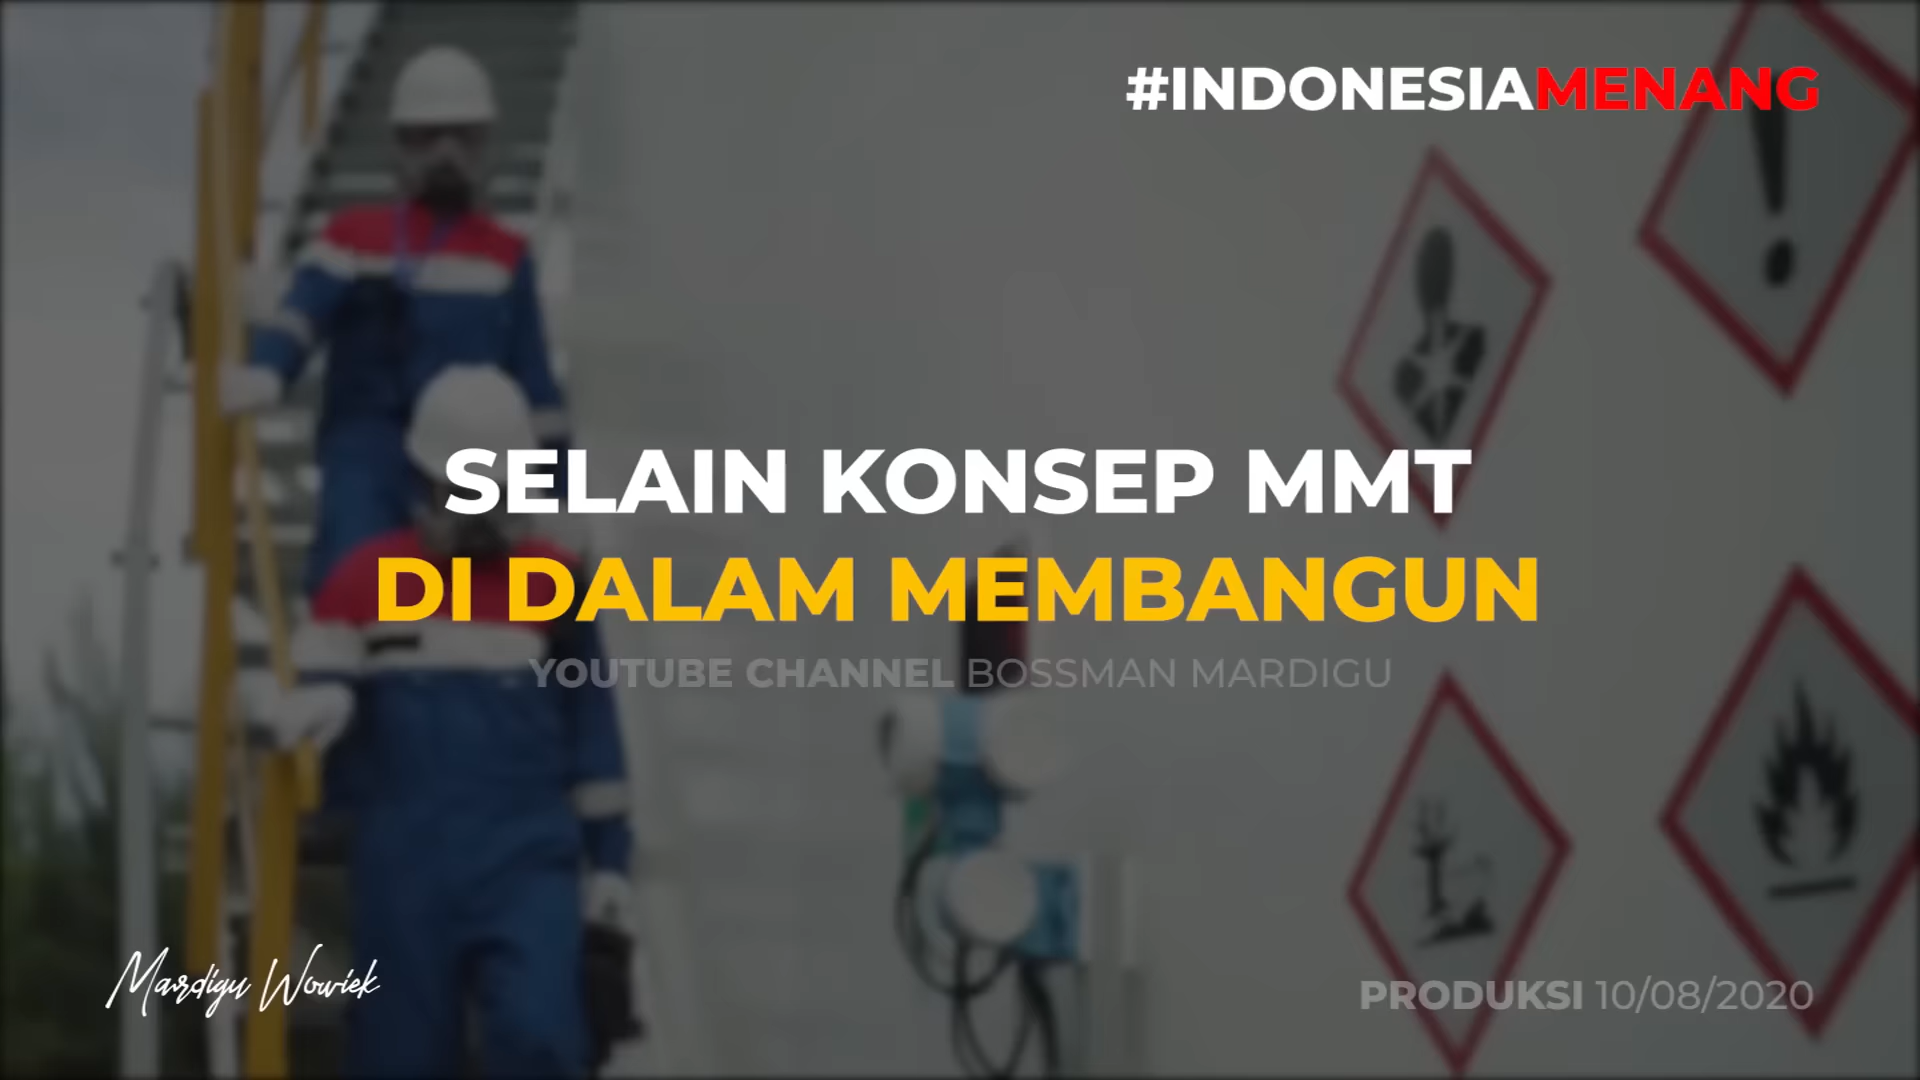 #INDONESIAMENANG
SELAIN KONSEP MMT
DI DALAM MEMBANGUN
YOUTUBE CHANNEL BOSSMAN MARDIGU
Mardigu Wowiek
PRODUKSI 10/08/2020